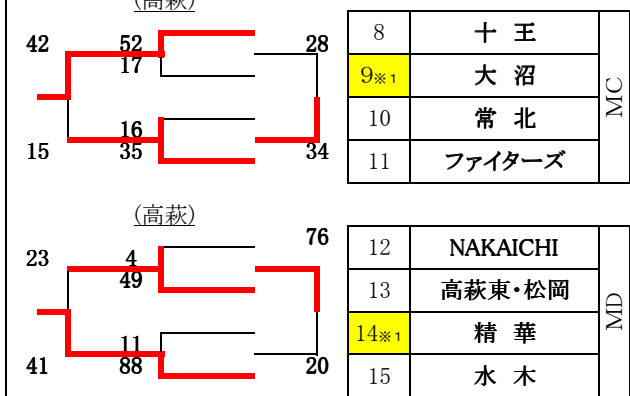 (高萩)
42 52 28 8 十 王
17 9※1 大 沼
MC
16 10 常 北
15 35 34 11 ファイターズ
(高萩)
76 12 NAKAICHI
23 4
49 13 高萩東・松岡
MD
11 14※1 精 華
41 88 20 15 水 木